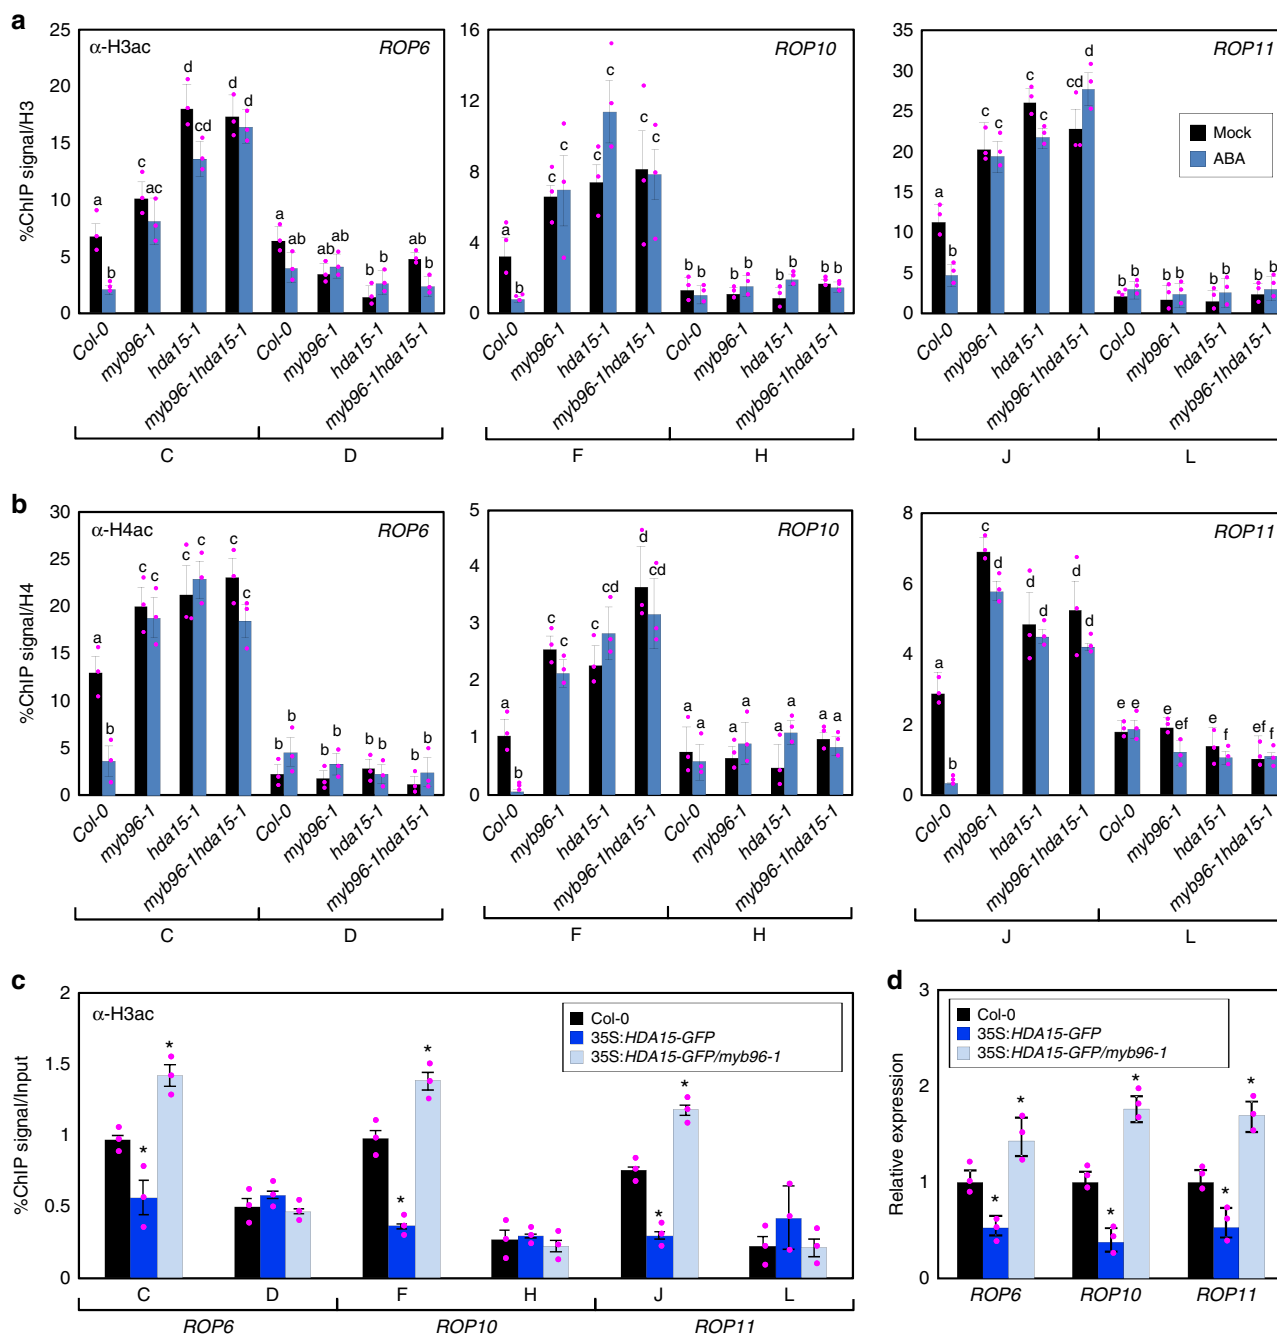 a
α-H3ac
ROP6
%ChIP signal/H3
25
20
15
10
5
0
a
b
c
ac
d
cd
d
d
a
ab
ab
ab
b
b
ab
b
Col-0
myb96-1
hda15-1
myb96-1hda15-1
Col-0
myb96-1
hda15-1
myb96-1hda15-1
C
D
ROP10
16
12
8
4
0
a
b
c
c
c
c
c
c
b
b
b
b
b
b
b
b
Col-0
myb96-1
hda15-1
myb96-1hda15-1
Col-0
myb96-1
hda15-1
myb96-1hda15-1
F
H
ROP11
35
30
25
20
15
10
5
0
a
b
c
c
d
c
cd
d
b
b
b
b
b
b
b
b
Col-0
myb96-1
hda15-1
myb96-1hda15-1
Col-0
myb96-1
hda15-1
myb96-1hda15-1
J
L
Mock
ABA
b
α-H4ac
ROP6
%ChIP signal/H4
30
25
20
15
10
5
0
a
b
c
c
c
c
c
c
b
b
b
b
b
b
b
b
Col-0
myb96-1
hda15-1
myb96-1hda15-1
Col-0
myb96-1
hda15-1
myb96-1hda15-1
C
D
ROP10
5
4
3
2
1
0
a
b
c
c
c
cd
d
cd
a
a
a
a
a
a
a
a
Col-0
myb96-1
hda15-1
myb96-1hda15-1
Col-0
myb96-1
hda15-1
myb96-1hda15-1
F
H
ROP11
8
6
4
2
0
a
b
c
d
d
d
d
d
e
e
e
ef
e
f
ef
f
Col-0
myb96-1
hda15-1
myb96-1hda15-1
Col-0
myb96-1
hda15-1
myb96-1hda15-1
J
L
c
α-H3ac
%ChIP signal/Input
2
1.5
1
0.5
0
Col-0
35S:HDA15-GFP
35S:HDA15-GFP/myb96-1
*
*
*
*
*
*
C
D
F
H
J
L
ROP6
ROP10
ROP11
d
Relative expression
3
2
1
0
Col-0
35S:HDA15-GFP
35S:HDA15-GFP/myb96-1
*
*
*
*
*
*
ROP6
ROP10
ROP11